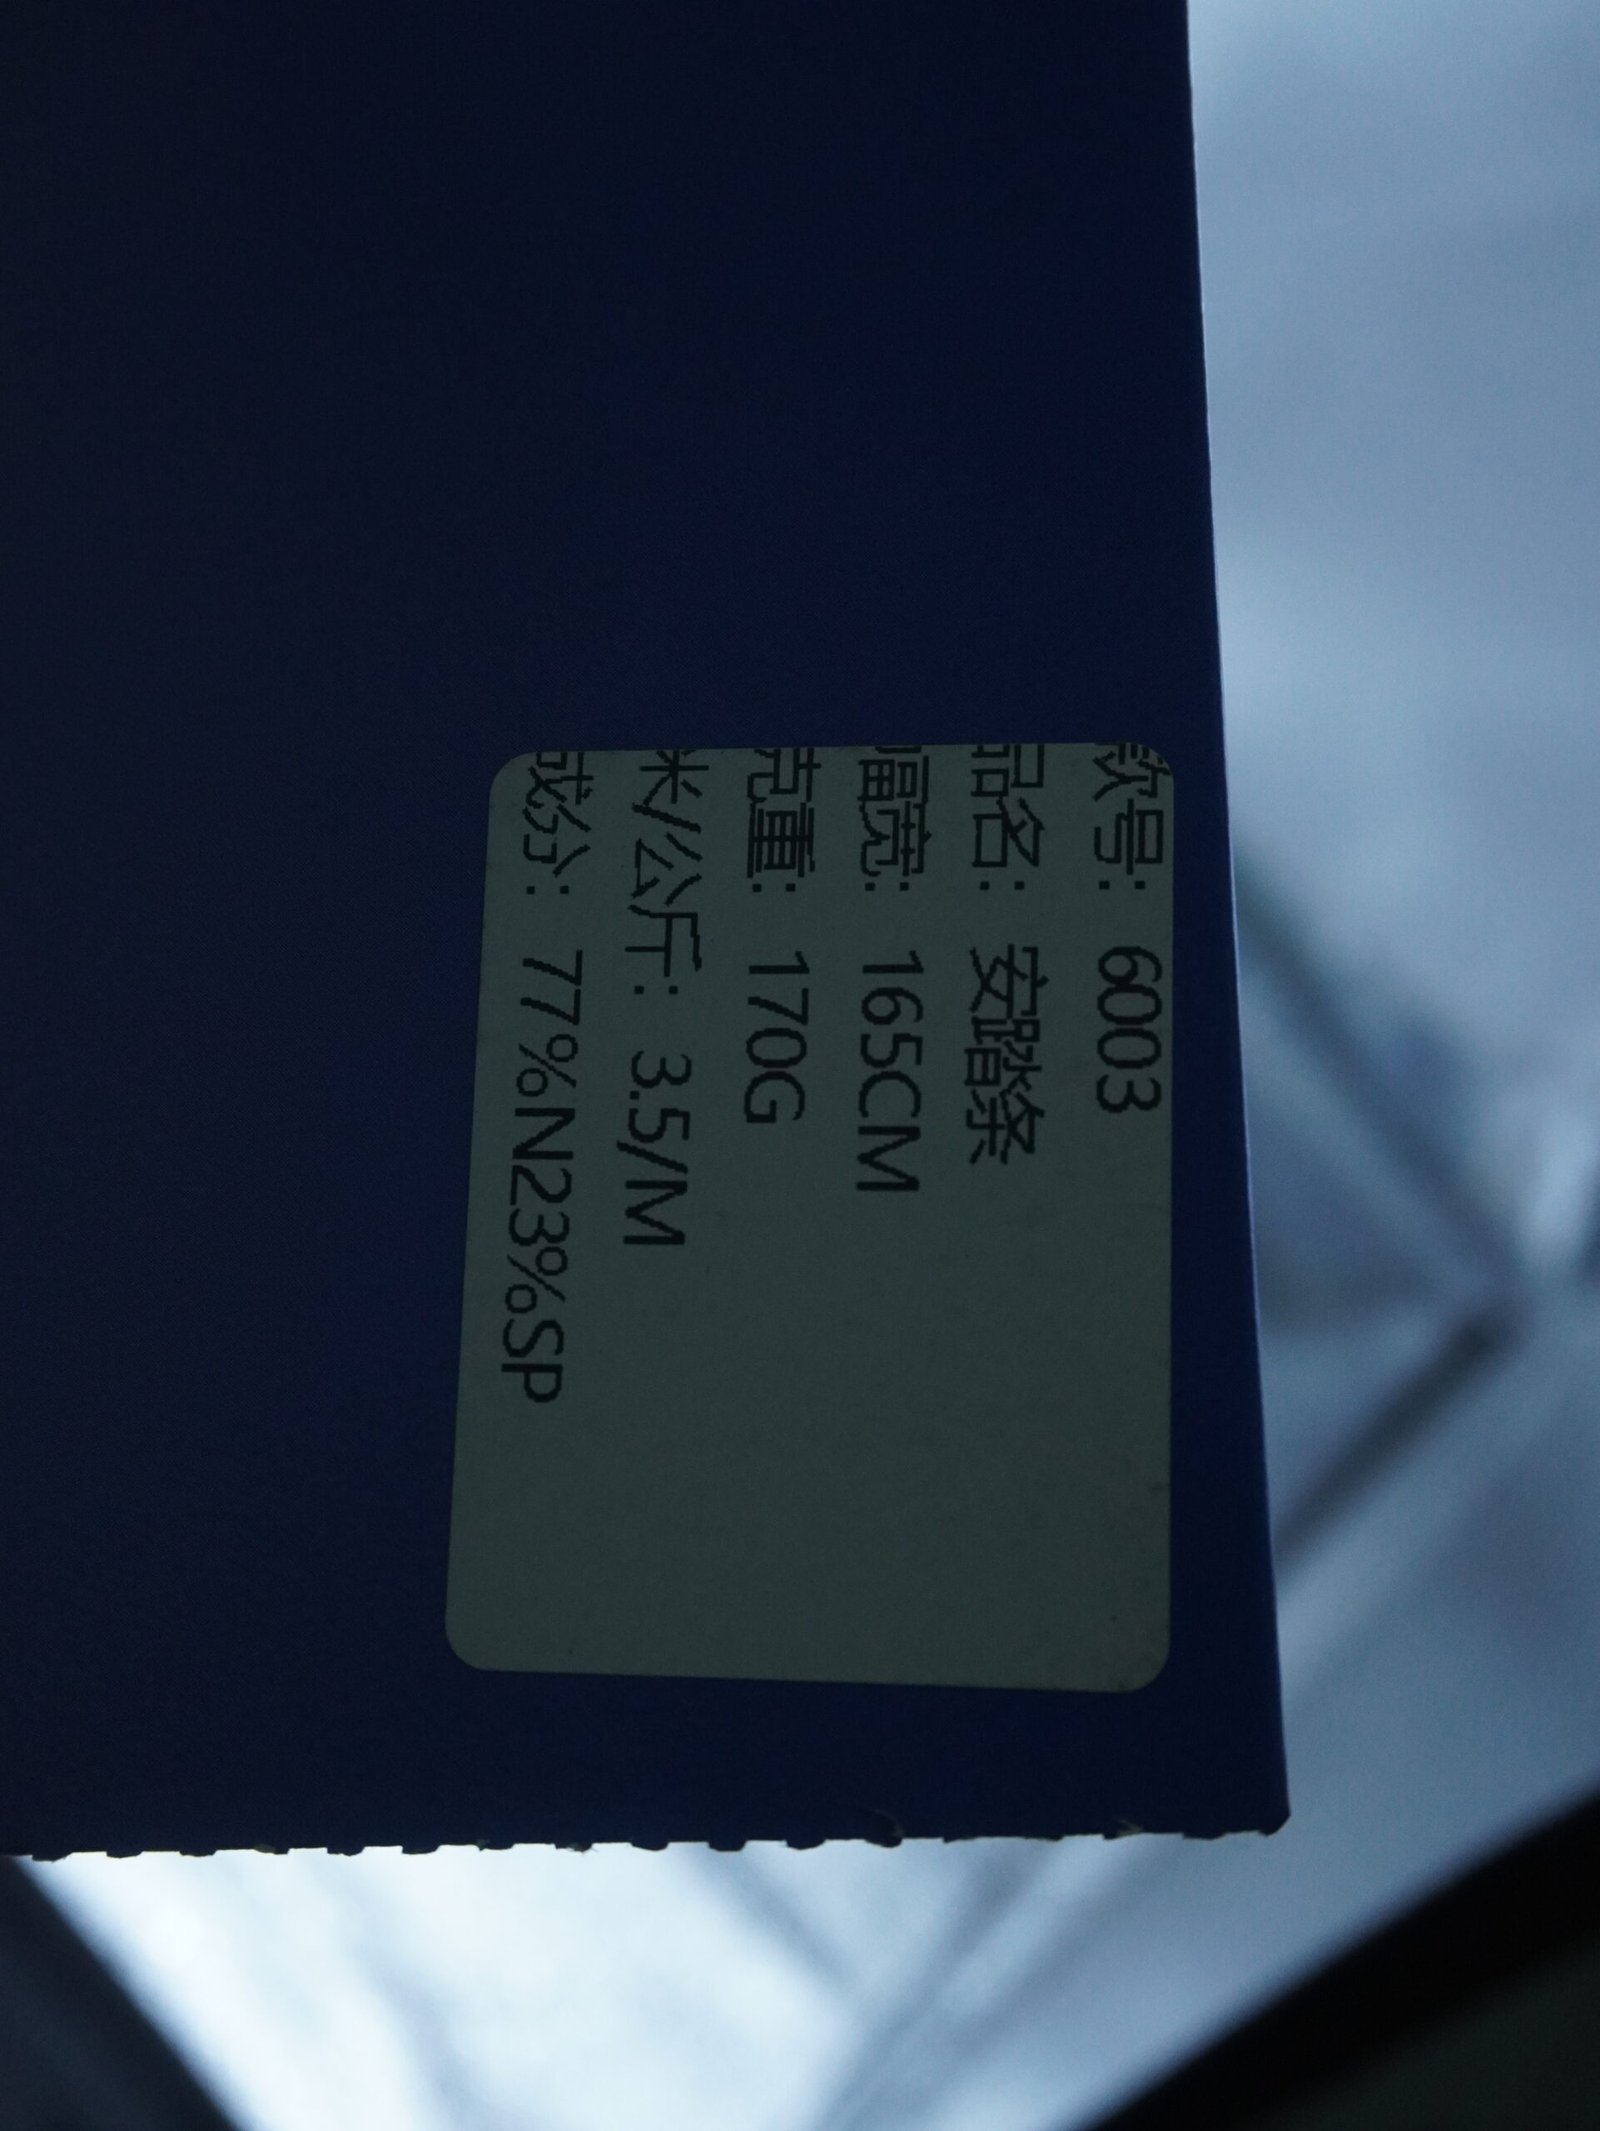 款号: 6003
品名: 安踏条
幅宽: 165CM
克重: 170G
米/公斤: 3.5/M
成分: 77%N23%SP